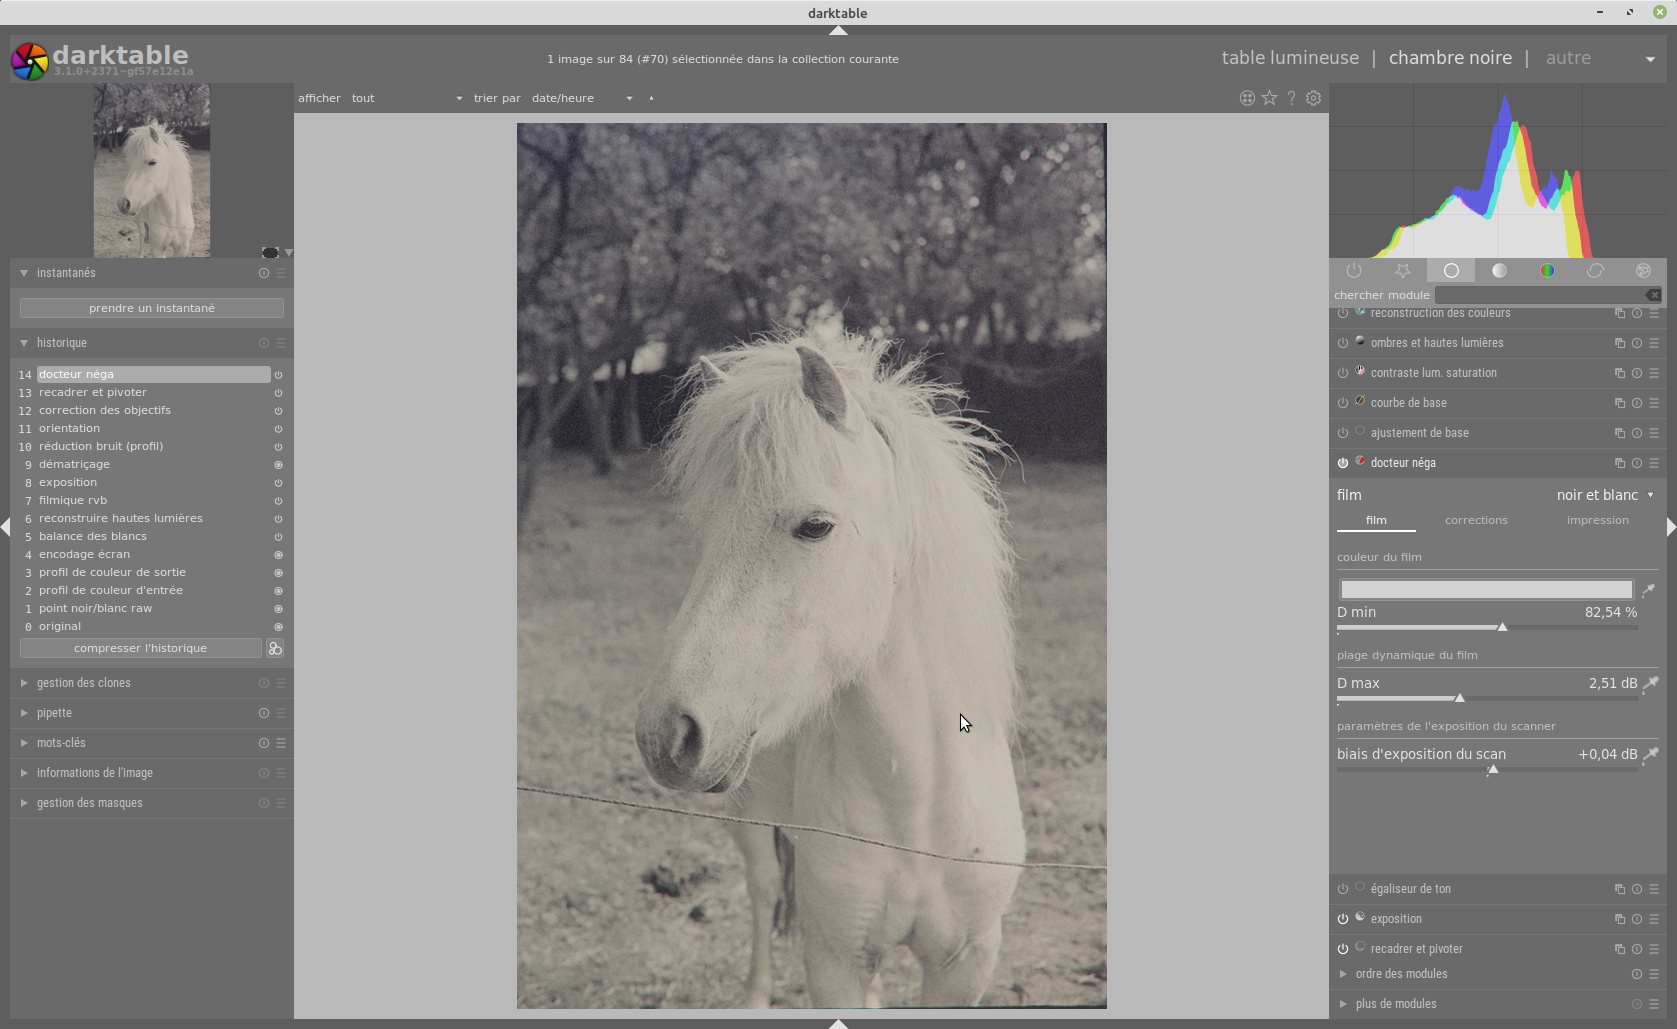 darktable
darktable
3.1.0+2371~gf57e12e1a
1 image sur 84 (#70) sélectionnée dans la collection courante
table lumineuse | chambre noire | autre
afficher tout
trier par date/heure
?
instantanés
prendre un instantané
historique
14 docteur néga
13 recadrer et pivoter
12 correction des objectifs
11 orientation
10 réduction bruit (profil)
9 dématriçage
8 exposition
7 filmique rvb
6 reconstruire hautes lumières
5 balance des blancs
4 encodage écran
3 profil de couleur de sortie
2 profil de couleur d'entrée
1 point noir/blanc raw
0 original
compresser l'historique
gestion des clones
pipette
mots-clés
informations de l'image
gestion des masques
chercher module
reconstruction des couleurs
ombres et hautes lumières
contraste lum. saturation
courbe de base
ajustement de base
docteur néga
film noir et blanc
film corrections impression
couleur du film
D min 82,54 %
plage dynamique du film
D max 2,51 dB
paramètres de l'exposition du scanner
biais d'exposition du scan +0,04 dB
égaliseur de ton
exposition
recadrer et pivoter
ordre des modules
plus de modules